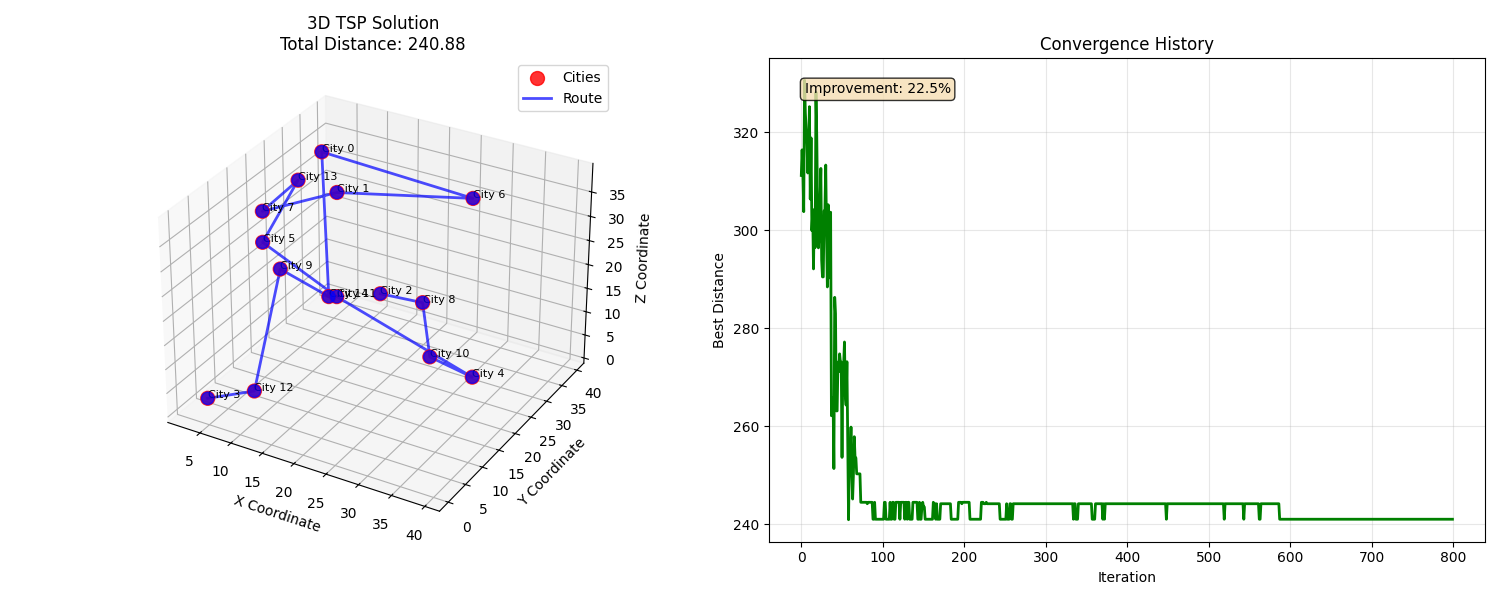 3D TSP Solution
Total Distance: 240.88
Cities
Route
City 0
City 13
City 1
City 6
City 7
City 5
City 9
City 2
City 8
City 10
City 4
City 3
City 12
35
30
25
20
15
10
5
0
Z Coordinate
5
10
15
20
25
30
35
40
X Coordinate
0
5
10
15
20
25
30
35
40
Y Coordinate
Convergence History
Improvement: 22.5%
320
300
280
260
240
Best Distance
0
100
200
300
400
500
600
700
800
Iteration